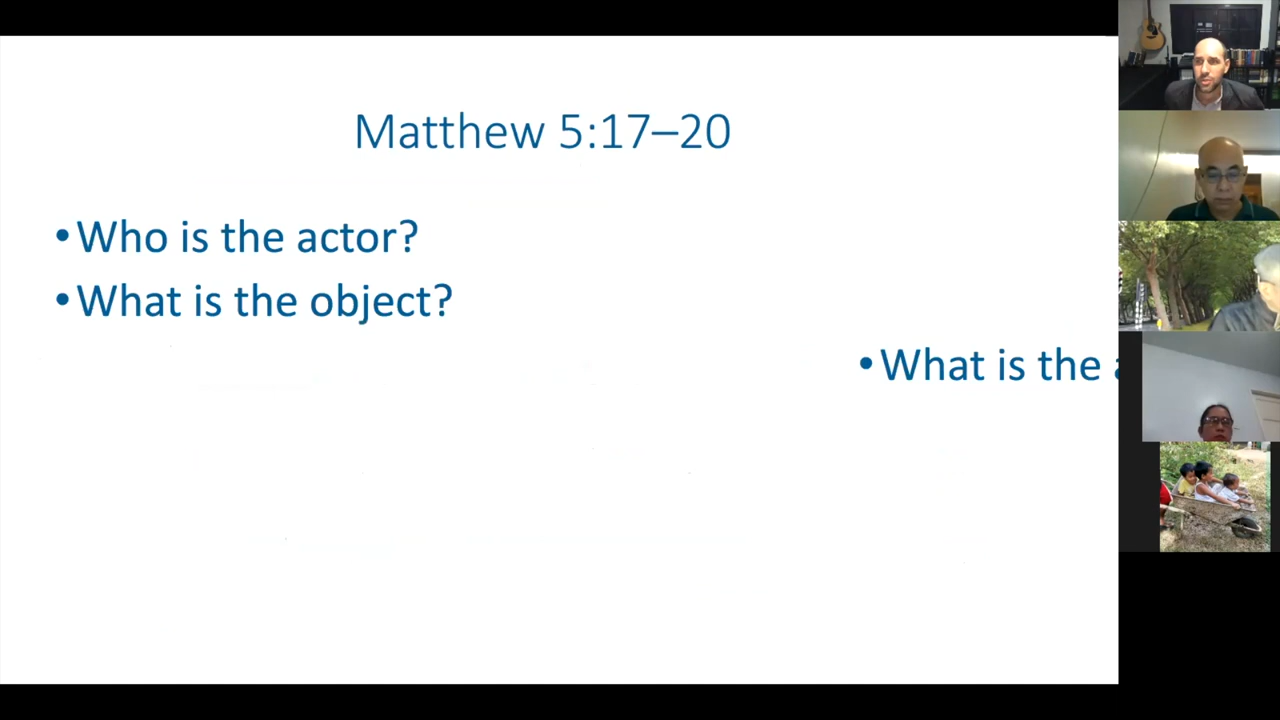 Matthew 5:17–20
•Who is the actor?
•What is the object?
•What is the